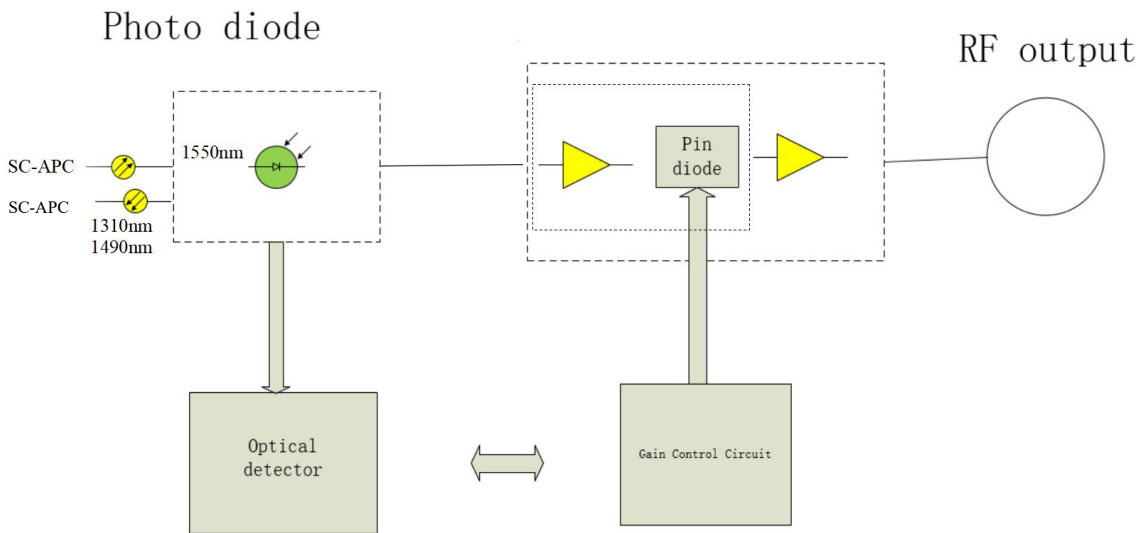 Photo diode
RF output
1550nm
SC-APC
SC-APC
1310nm
1490nm
Pin
diode
Optical
detector
Gain Control Circuit